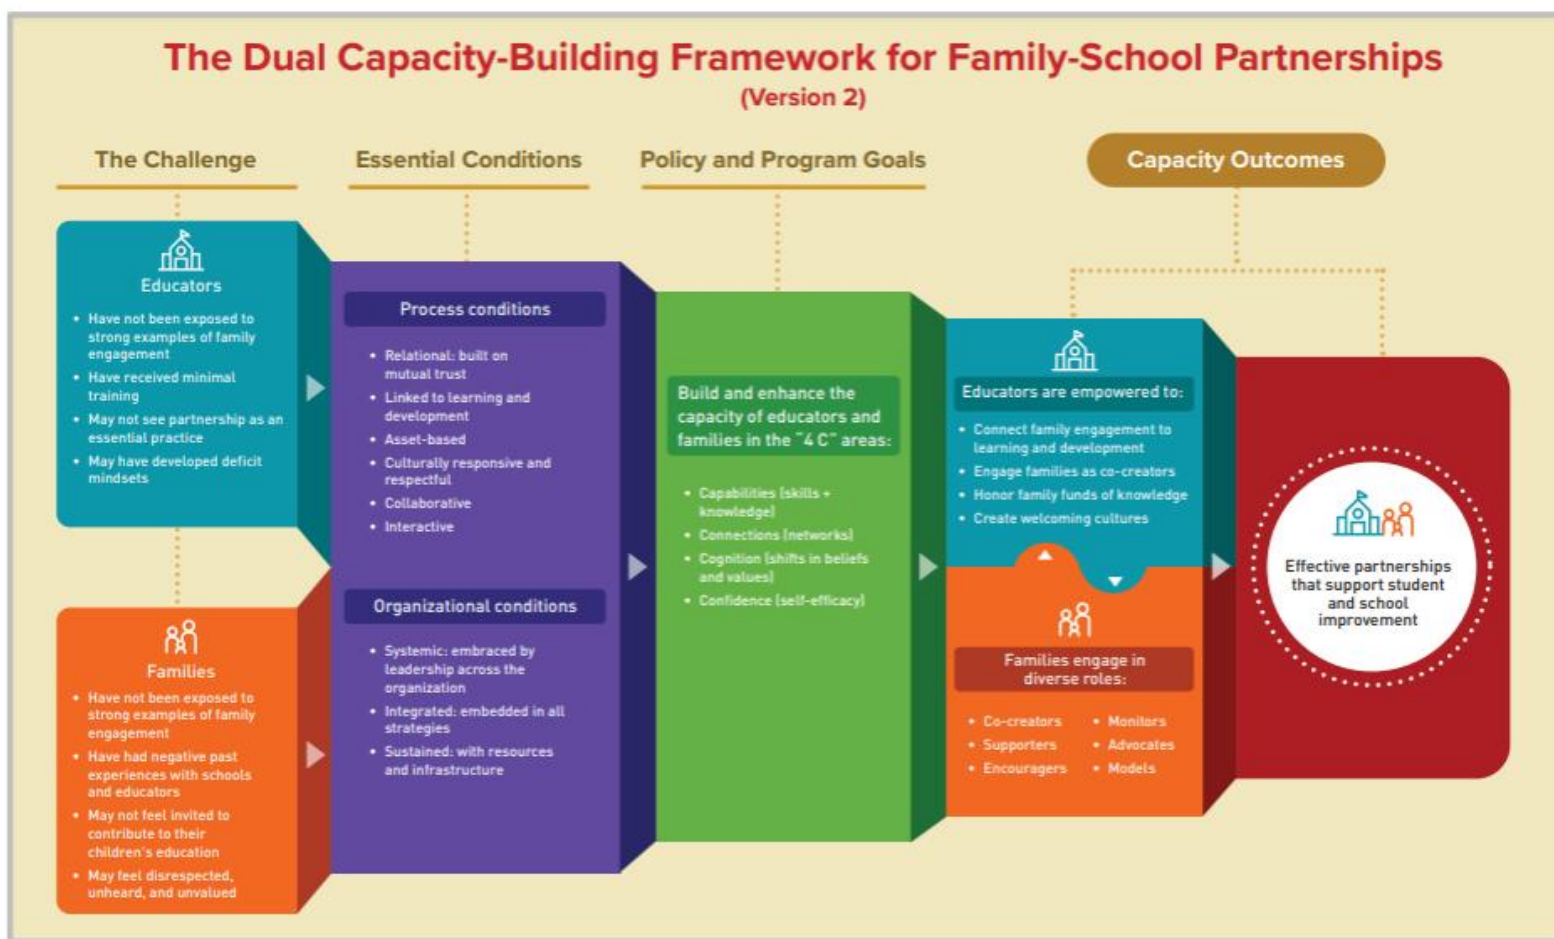 The Dual Capacity-Building Framework for Family-School Partnerships
(Version 2)
The Challenge
Essential Conditions
Policy and Program Goals
Capacity Outcomes
Educators
• Have not been exposed to
strong examples of family
engagement
• Have received minimal
training
• May not see partnership as an
essential practice
• May have developed deficit
mindsets
Families
• Have not been exposed to
strong examples of family
engagement
• Have had negative past
experiences with schools
and educators
• May not feel invited to
contribute to their
children's education
• May feel disrespected,
unheard, and unvalued
Process conditions
• Relational: built on
mutual trust
• Linked to learning and
development
• Asset-based
• Culturally responsive and
respectful
• Collaborative
• Interactive
Organizational conditions
• Systemic: embraced by
leadership across the
organization
• Integrated: embedded in all
strategies
• Sustained: with resources
and infrastructure
Build and enhance the
capacity of educators and
families in the "4 C" areas:
• Capabilities (skills +
knowledge)
• Connections (networks)
• Cognition (shifts in beliefs
and values)
• Confidence (self-efficacy)
Educators are empowered to:
• Connect family engagement to
learning and development
• Engage families as co-creators
• Honor family funds of knowledge
• Create welcoming cultures
Families engage in
diverse roles:
• Co-creators
• Supporters
• Encouragers
• Monitors
• Advocates
• Models
Effective partnerships
that support student
and school
improvement